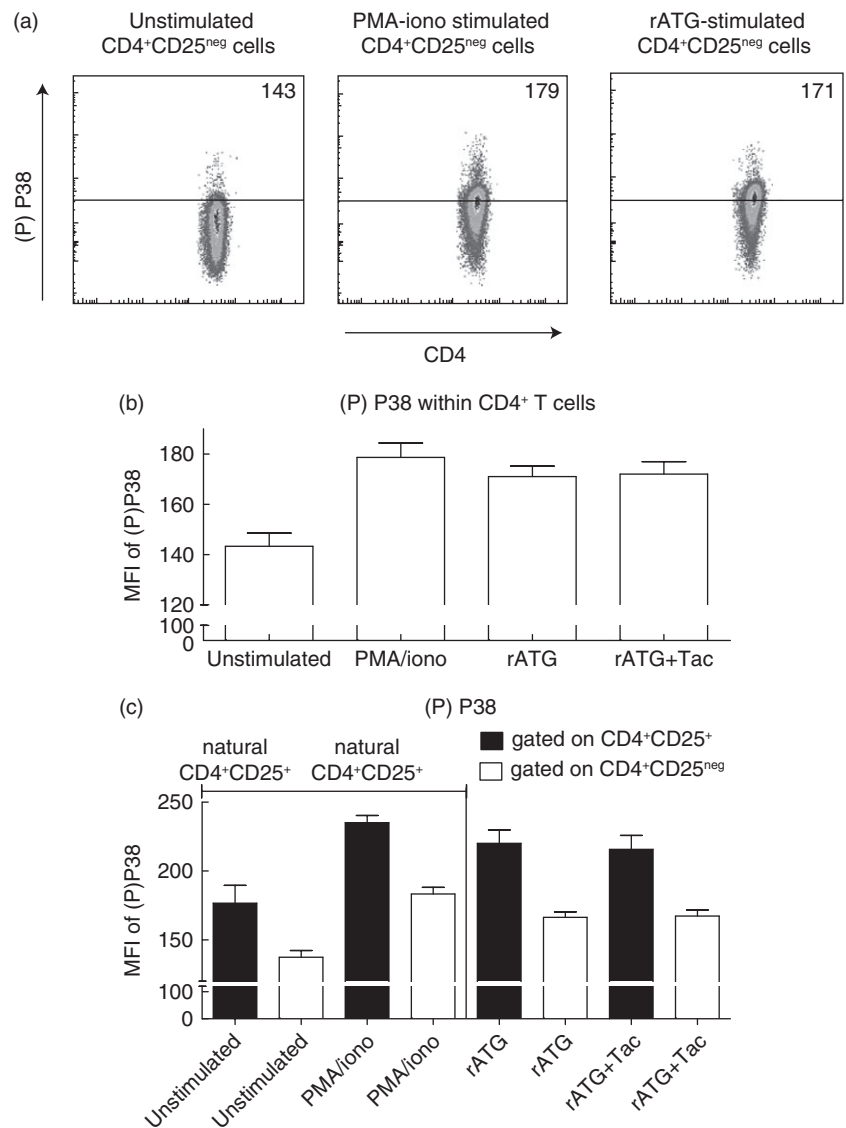 (a)
Unstimulated
CD4⁺CD25ⁿᵉᵍ cells
PMA-iono stimulated
CD4⁺CD25ⁿᵉᵍ cells
rATG-stimulated
CD4⁺CD25ⁿᵉᵍ cells
143
179
171
(P) P38
CD4
(b)
(P) P38 within CD4⁺ T cells
MFI of (P)P38
180
160
140
120
100
0
Unstimulated
PMA/iono
rATG
rATG+Tac
(c)
(P) P38
natural
CD4⁺CD25⁺
natural
CD4⁺CD25⁺
gated on CD4⁺CD25⁺
gated on CD4⁺CD25ⁿᵉᵍ
MFI of (P)P38
250
200
150
100
0
Unstimulated
Unstimulated
PMA/iono
PMA/iono
rATG
rATG
rATG+Tac
rATG+Tac